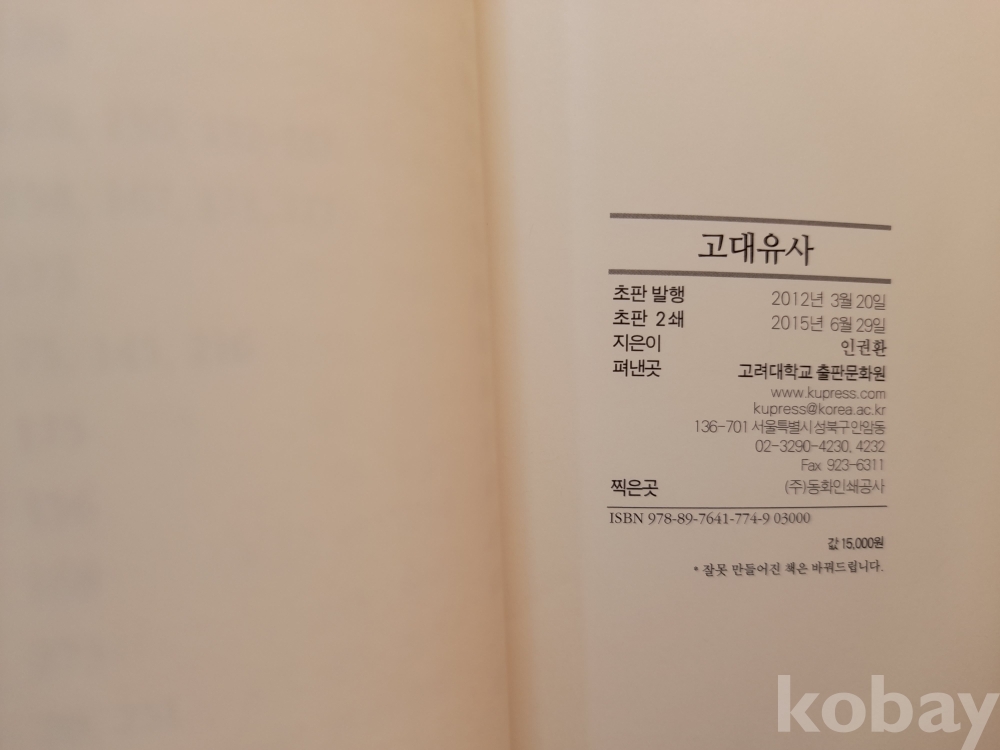 고대유사
초판 발행 2012년 3월 20일
초판 2쇄 2015년 6월 29일
지은이 인권환
펴낸곳 고려대학교 출판문화원
www.kupress.com
kupress@korea.ac.kr
136-701 서울특별시 성북구 안암동
02-3290-4230, 4232
Fax 923-6311
찍은곳 (주)동화인쇄공사
ISBN 978-89-7641-774-9 03000
값 15,000원
* 잘못 만들어진 책은 바꿔드립니다.
kobay